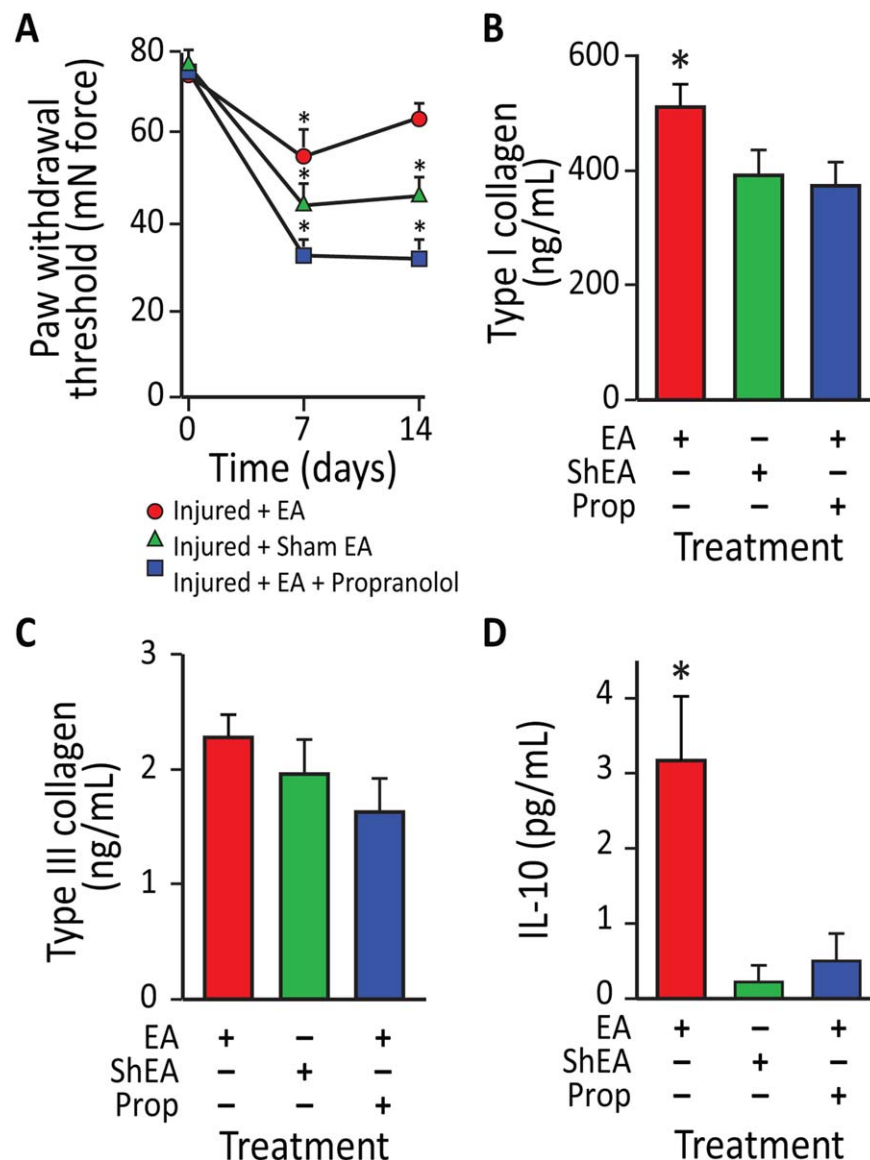 A
Paw withdrawal
threshold (mN force)
80
60
40
20
0
*
*
*
*
*
0 7 14
Time (days)
Injured + EA
Injured + Sham EA
Injured + EA + Propranolol
B
Type I collagen
(ng/mL)
600
400
200
0
*
EA + – +
ShEA – + –
Prop – – +
Treatment
C
Type III collagen
(ng/mL)
3
2
1
0
EA + – +
ShEA – + –
Prop – – +
Treatment
D
IL-10 (pg/mL)
4
3
2
1
0
*
EA + – +
ShEA – + –
Prop – – +
Treatment